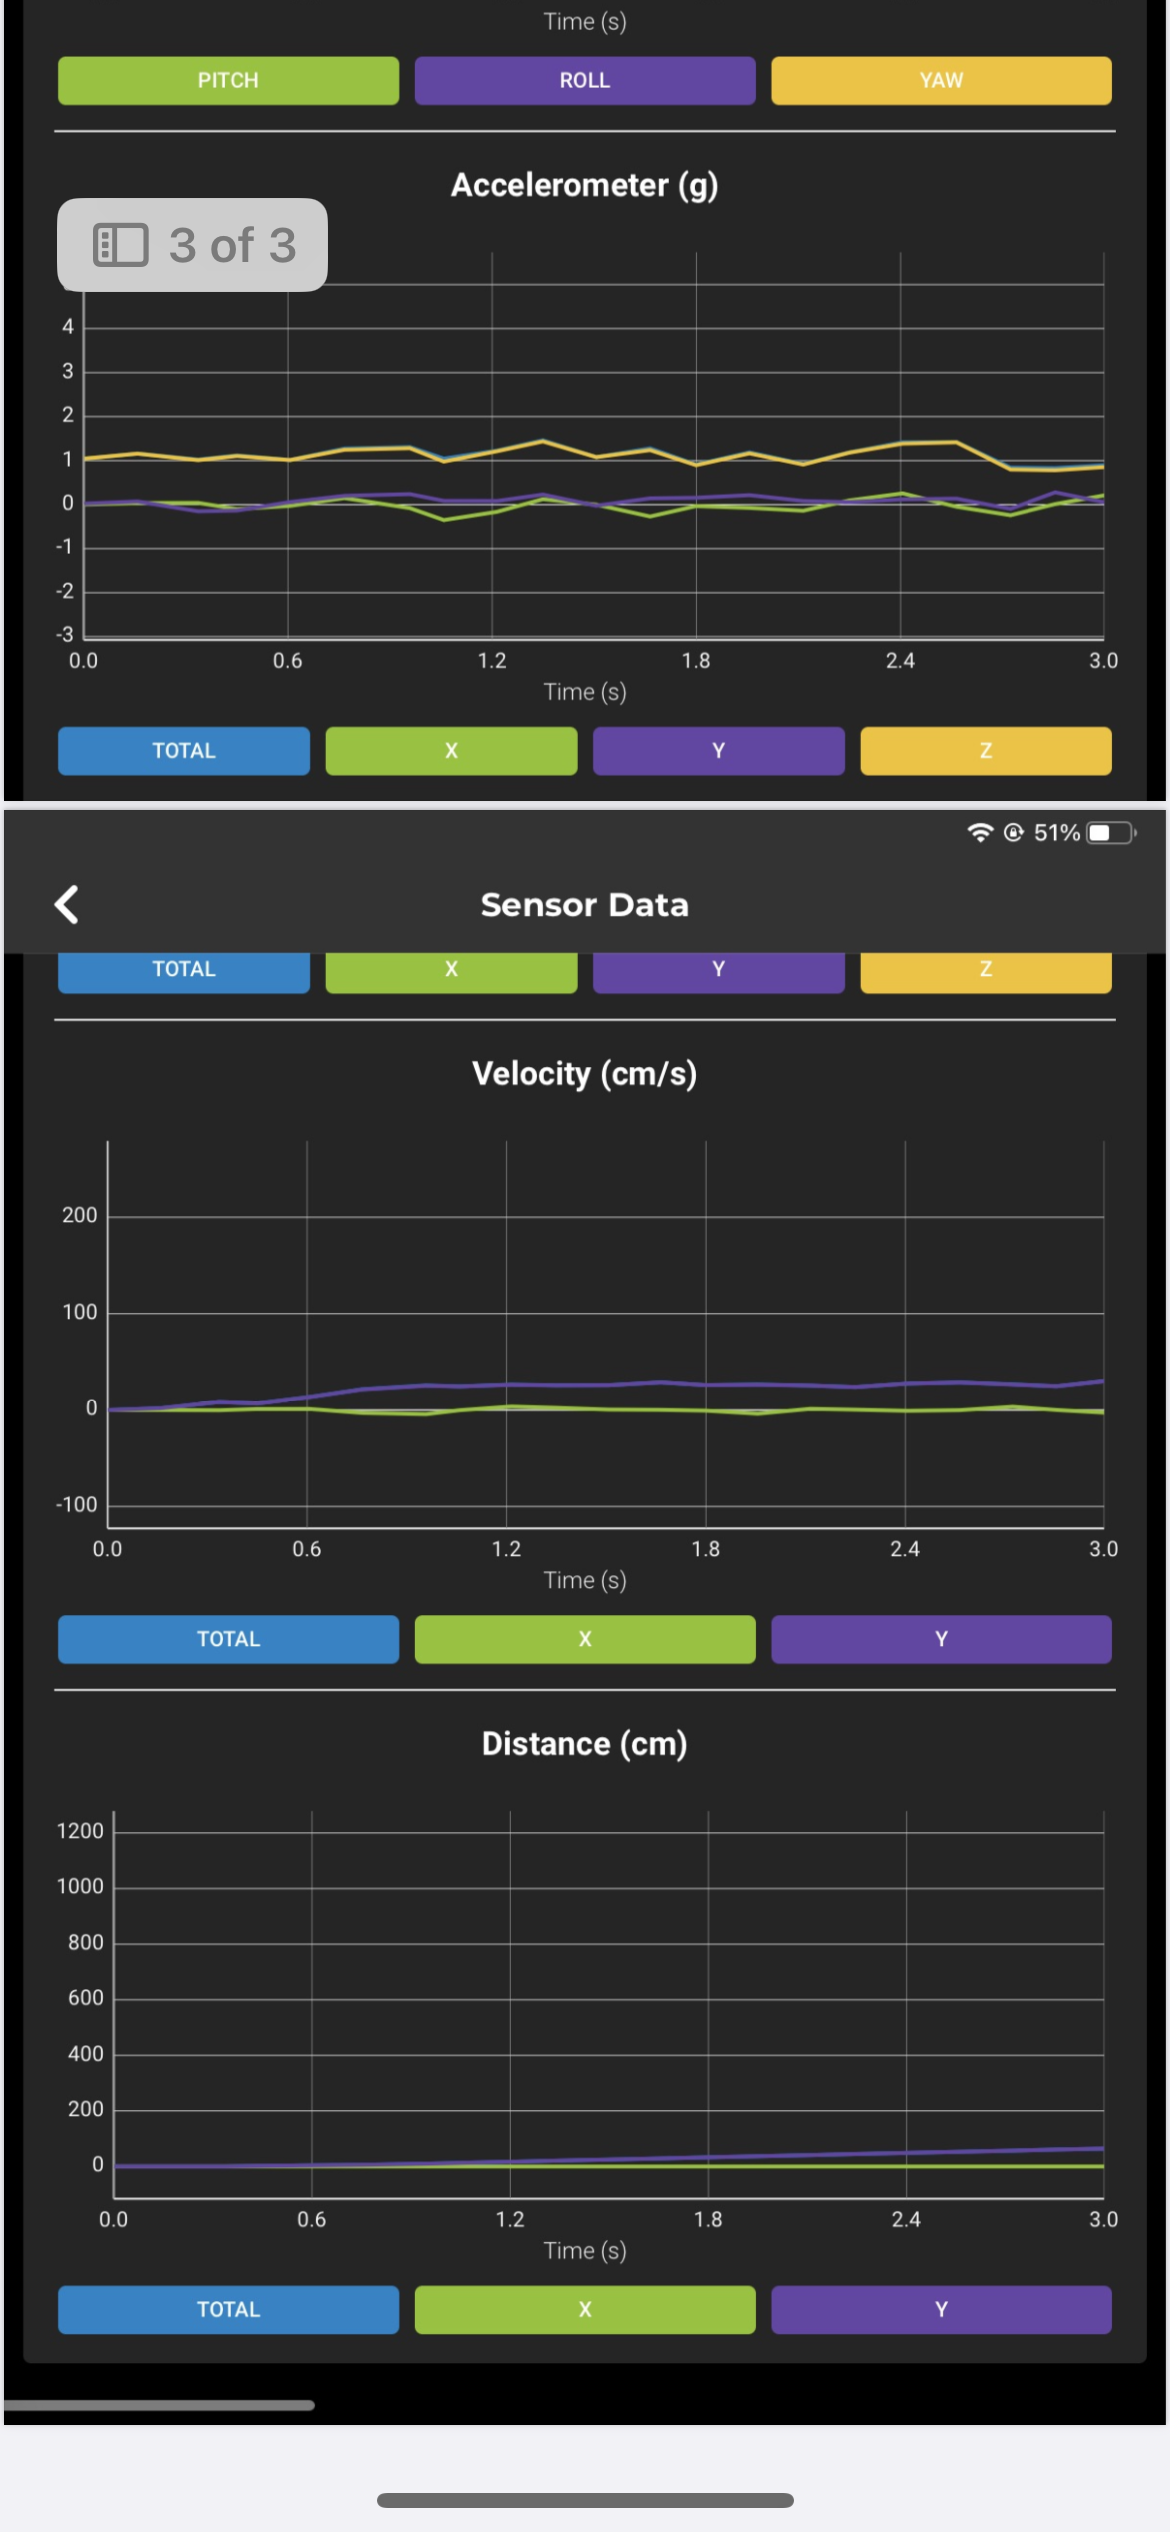 Time (s)
PITCH ROLL YAW
Accelerometer (g)
3 of 3
4
3
2
1
0
-1
-2
-3
0.0 0.6 1.2 1.8 2.4 3.0
Time (s)
TOTAL X Y Z
51%
Sensor Data
TOTAL X Y Z
Velocity (cm/s)
200
100
0
-100
0.0 0.6 1.2 1.8 2.4 3.0
Time (s)
TOTAL X Y
Distance (cm)
1200
1000
800
600
400
200
0
0.0 0.6 1.2 1.8 2.4 3.0
Time (s)
TOTAL X Y